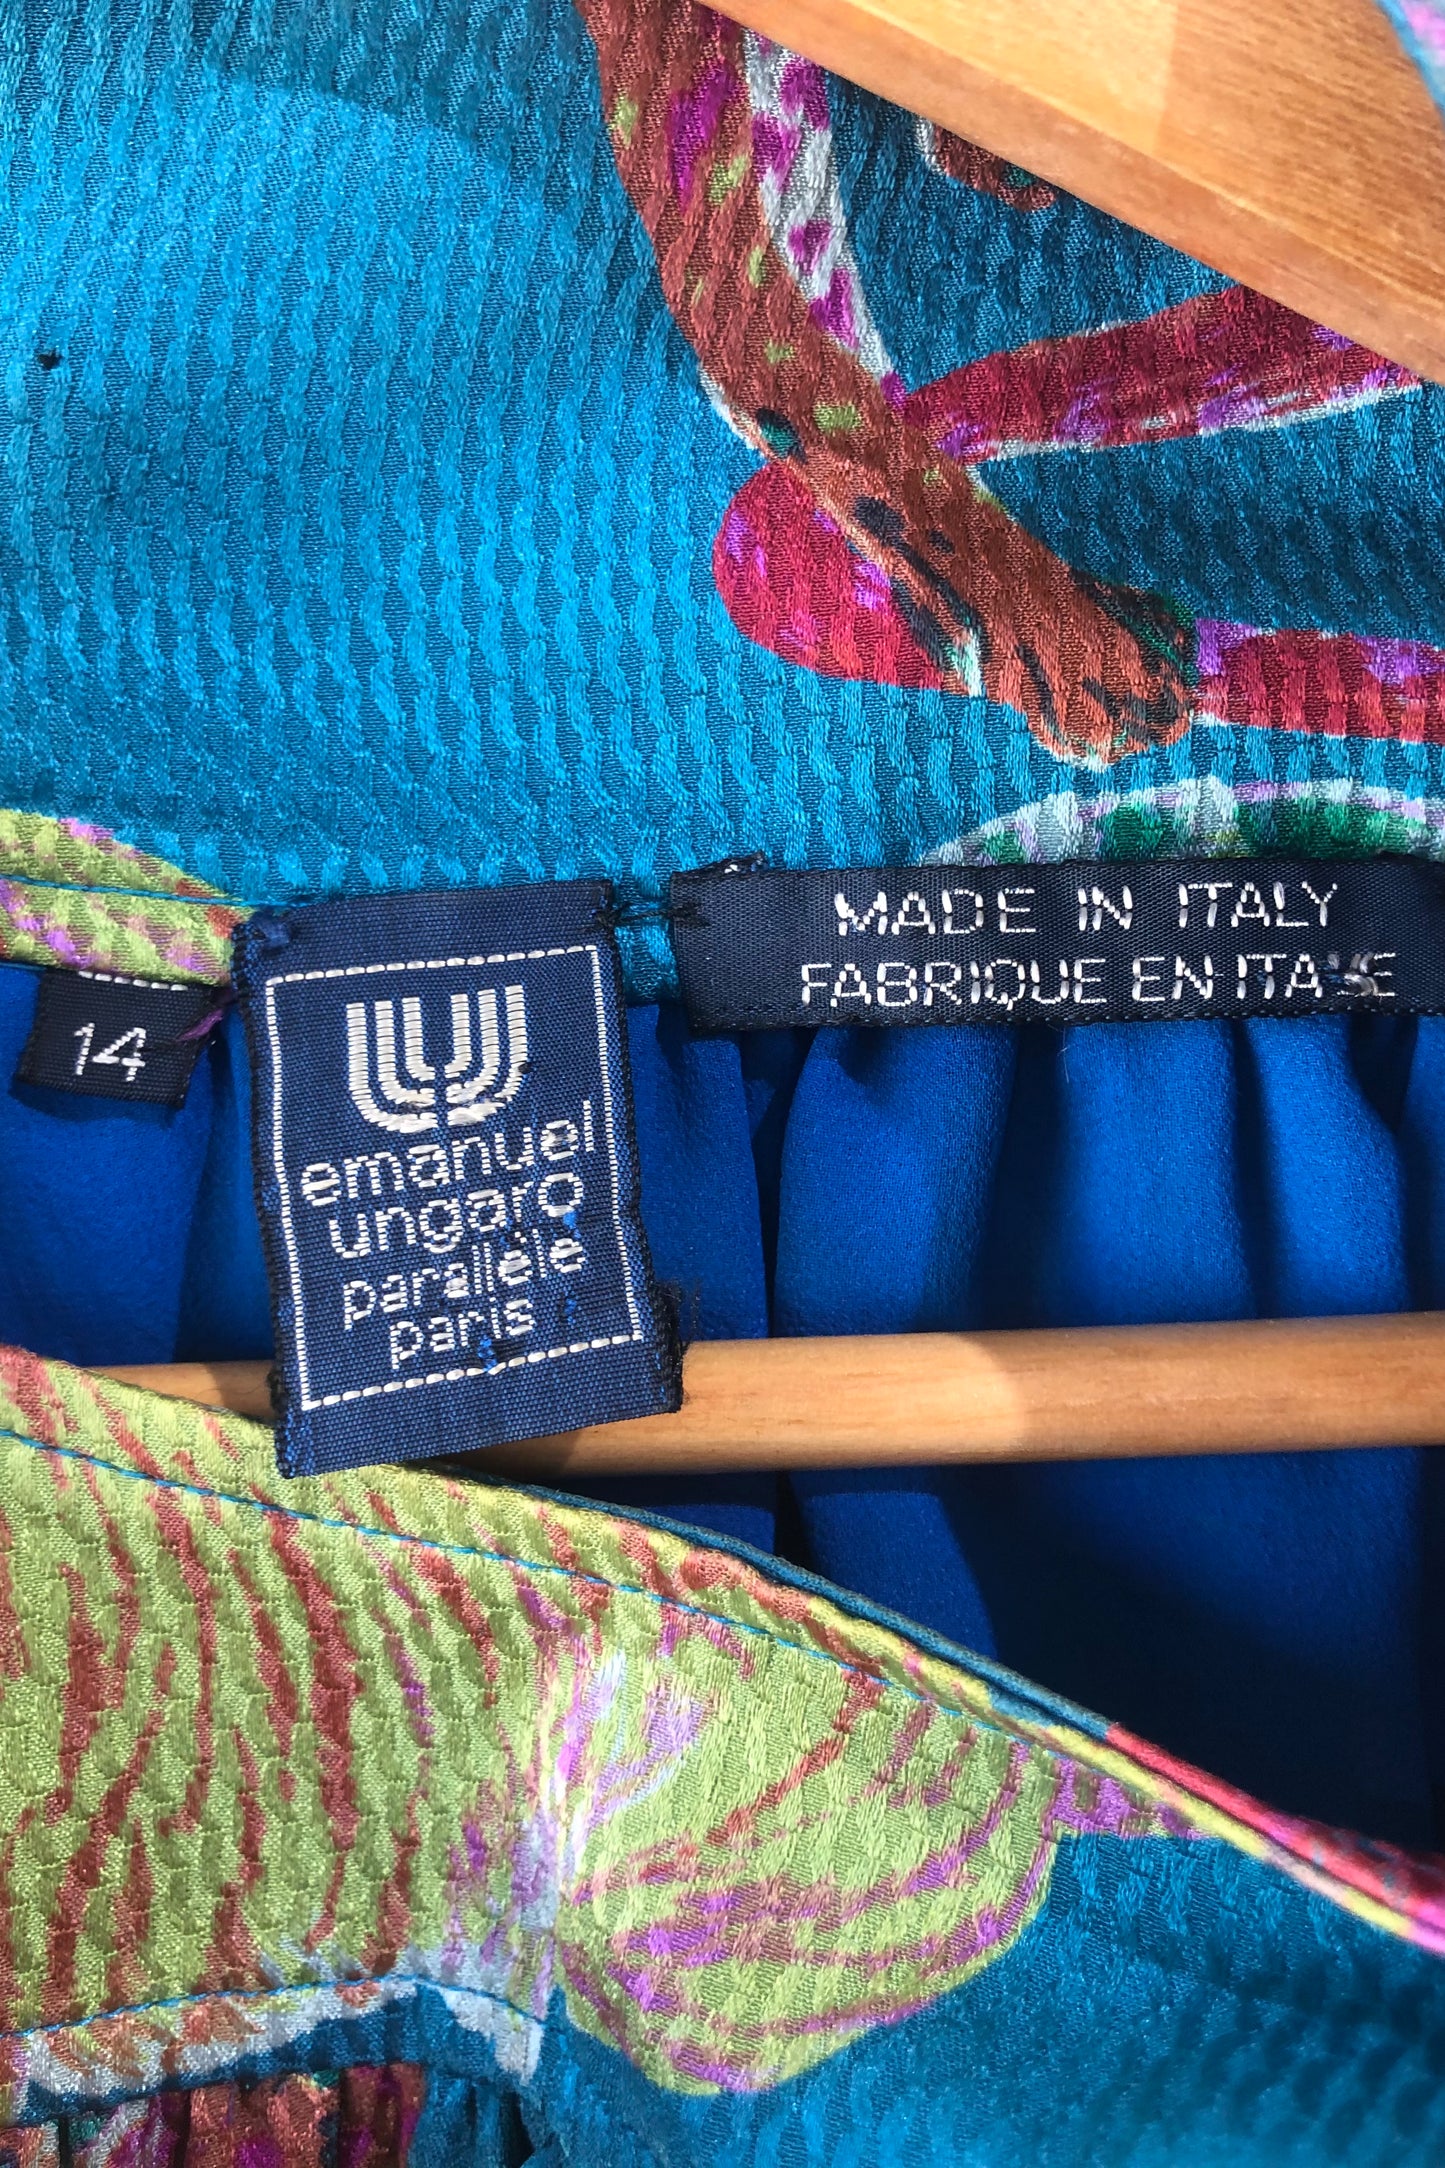 MADE IN ITALY
FABRIQUE EN ITALIE
14
emanuel
ungaro
parallèle
paris